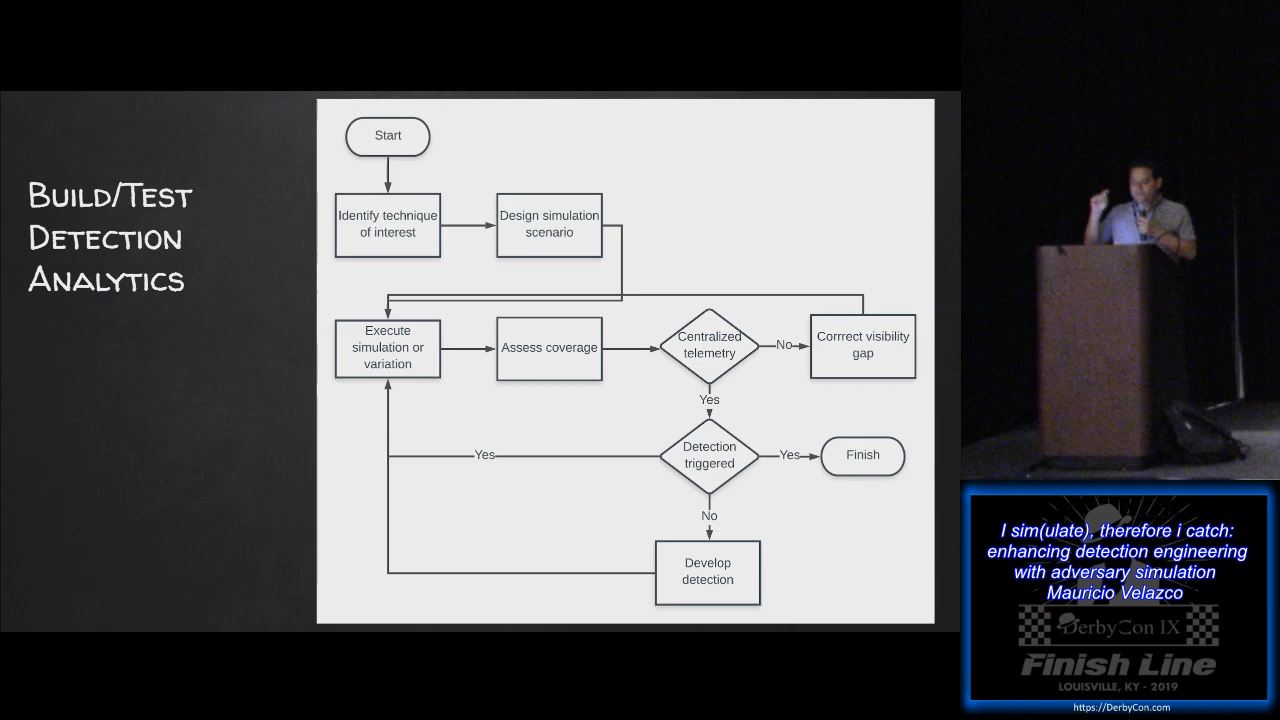 Build/Test
Detection
Analytics
Start
Identify technique
of interest
Design simulation
scenario
Execute
simulation or
variation
Assess coverage
Centralized
telemetry
No
Corrrect visibility
gap
Yes
Detection
triggered
Yes
Yes
Finish
No
Develop
detection
I sim(ulate), therefore i catch:
enhancing detection engineering
with adversary simulation
Mauricio Velazco
DerbyCon IX
Finish Line
LOUISVILLE, KY - 2019
https://DerbyCon.com